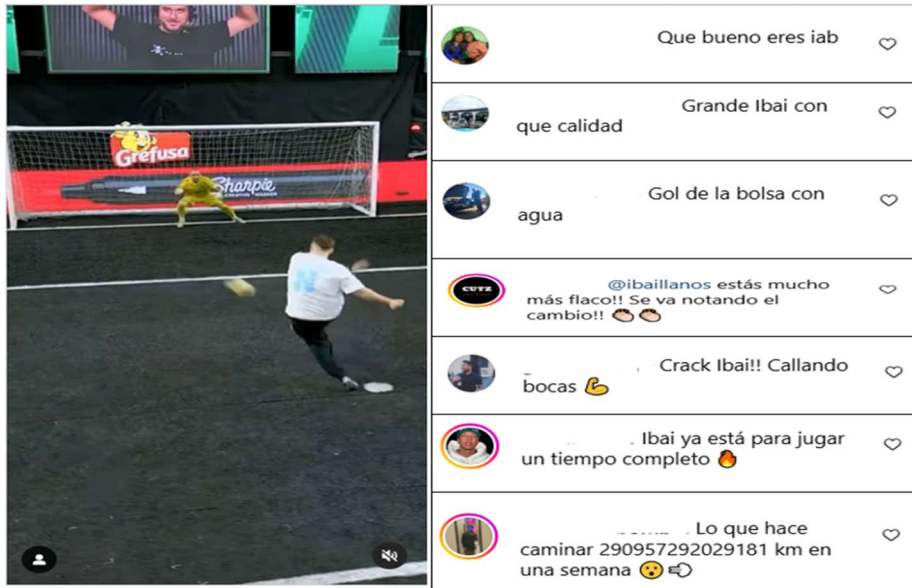 Grefusa
Sharpie
Que bueno eres iab
Grande Ibai con
que calidad
Gol de la bolsa con
agua
CUTZ
@ibaillanos estás mucho
más flaco!! Se va notando el
cambio!! 👏🏻 👏🏻
Crack Ibai!! Callando
bocas 💪
Ibai ya está para jugar
un tiempo completo 🔥
Lo que hace
caminar 290957292029181 km en
una semana 😮💨